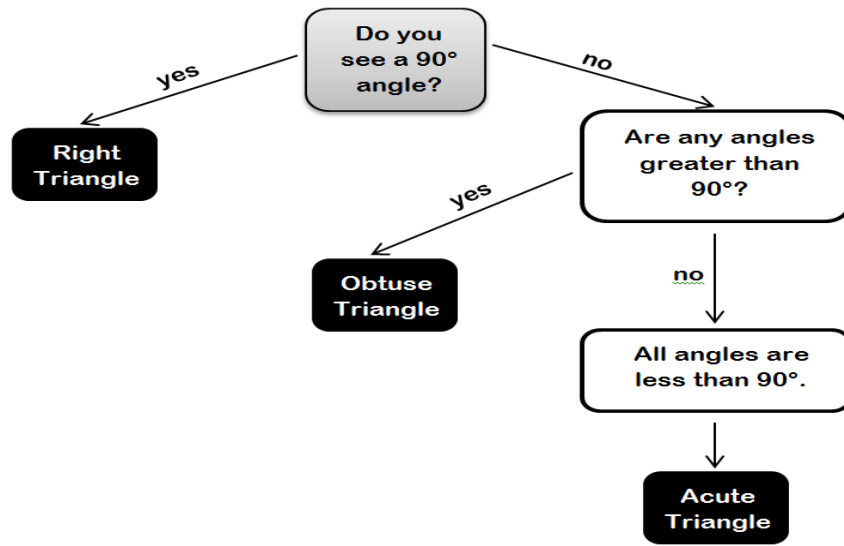 Do you
see a 90°
angle?
yes
no
Right
Triangle
Are any angles
greater than
90°?
yes
Obtuse
Triangle
no
All angles are
less than 90°.
Acute
Triangle